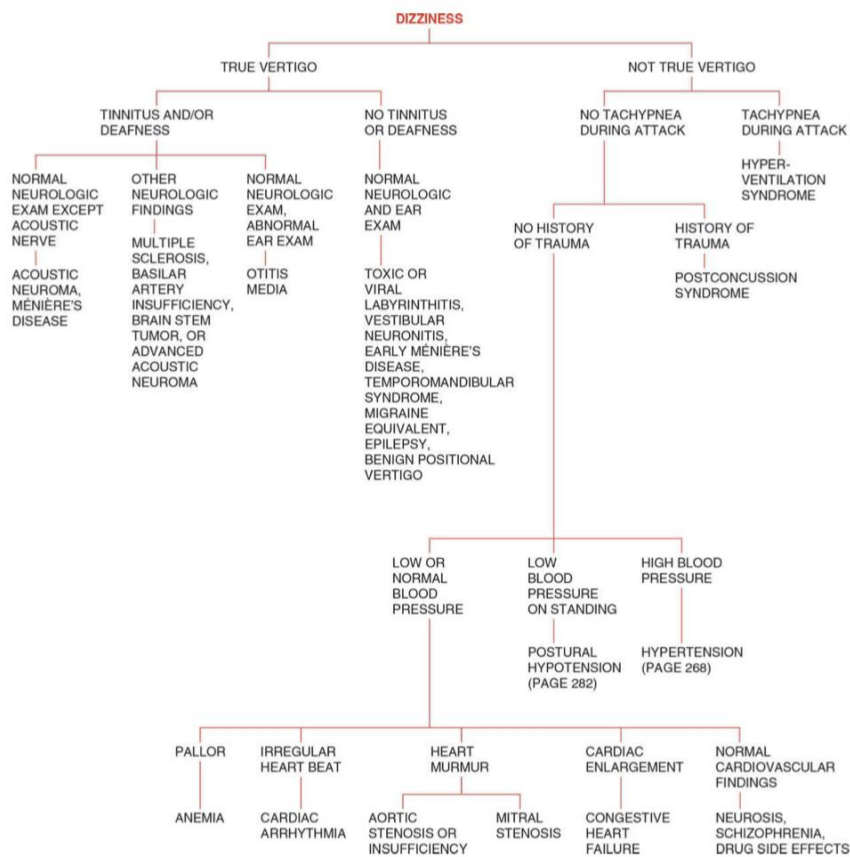 DIZZINESS
TRUE VERTIGO
NOT TRUE VERTIGO
TINNITUS AND/OR
DEAFNESS
NO TINNITUS
OR DEAFNESS
NO TACHYPNEA
DURING ATTACK
TACHYPNEA
DURING ATTACK
NORMAL
NEUROLOGIC
EXAM EXCEPT
ACOUSTIC
NERVE
OTHER
NEUROLOGIC
FINDINGS
NORMAL
NEUROLOGIC
EXAM,
ABNORMAL
EAR EXAM
NORMAL
NEUROLOGIC
AND EAR
EXAM
HYPER-
VENTILATION
SYNDROME
NO HISTORY
OF TRAUMA
HISTORY OF
TRAUMA
ACOUSTIC
NEUROMA,
MÉNIÈRE'S
DISEASE
MULTIPLE
SCLEROSIS,
BASILAR
ARTERY
INSUFFICIENCY,
BRAIN STEM
TUMOR, OR
ADVANCED
ACOUSTIC
NEUROMA
OTITIS
MEDIA
TOXIC OR
VIRAL
LABYRINTHITIS,
VESTIBULAR
NEURONITIS,
EARLY MÉNIÈRE'S
DISEASE,
TEMPOROMANDIBULAR
SYNDROME,
MIGRAINE
EQUIVALENT,
EPILEPSY,
BENIGN POSITIONAL
VERTIGO
POSTCONCUSSION
SYNDROME
LOW OR
NORMAL
BLOOD
PRESSURE
LOW
BLOOD
PRESSURE
ON STANDING
HIGH BLOOD
PRESSURE
POSTURAL
HYPOTENSION
(PAGE 282)
HYPERTENSION
(PAGE 268)
PALLOR
IRREGULAR
HEART BEAT
HEART
MURMUR
CARDIAC
ENLARGEMENT
NORMAL
CARDIOVASCULAR
FINDINGS
ANEMIA
CARDIAC
ARRHYTHMIA
AORTIC
STENOSIS OR
INSUFFICIENCY
MITRAL
STENOSIS
CONGESTIVE
HEART
FAILURE
NEUROSIS,
SCHIZOPHRENIA,
DRUG SIDE EFFECTS